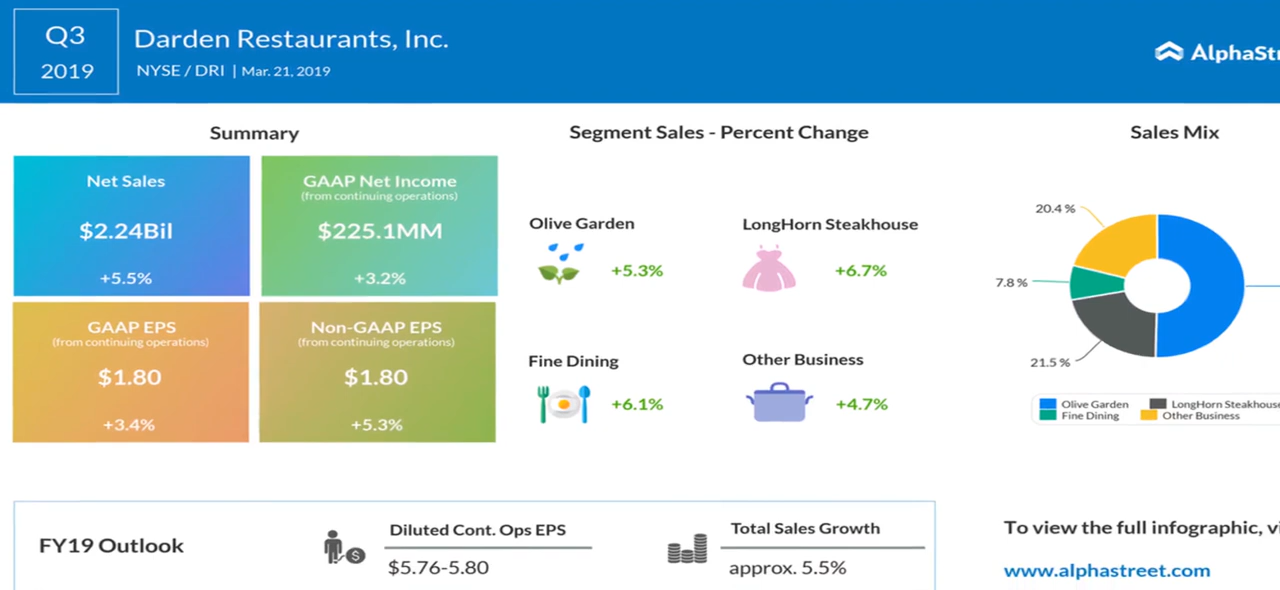 Q3
2019
Darden Restaurants, Inc.
NYSE / DRI | Mar. 21, 2019
Summary
Net Sales
$2.24Bil
+5.5%
GAAP Net Income
(from continuing operations)
$225.1MM
+3.2%
GAAP EPS
(from continuing operations)
$1.80
+3.4%
Non-GAAP EPS
(from continuing operations)
$1.80
+5.3%
Segment Sales - Percent Change
Olive Garden
+5.3%
LongHorn Steakhouse
+6.7%
Fine Dining
+6.1%
Other Business
+4.7%
Sales Mix
20.4 %
7.8 %
21.5 %
Olive Garden
LongHorn Steakhouse
Fine Dining
Other Business
FY19 Outlook
Diluted Cont. Ops EPS
$5.76-5.80
Total Sales Growth
approx. 5.5%
To view the full infographic,
www.alphastreet.com